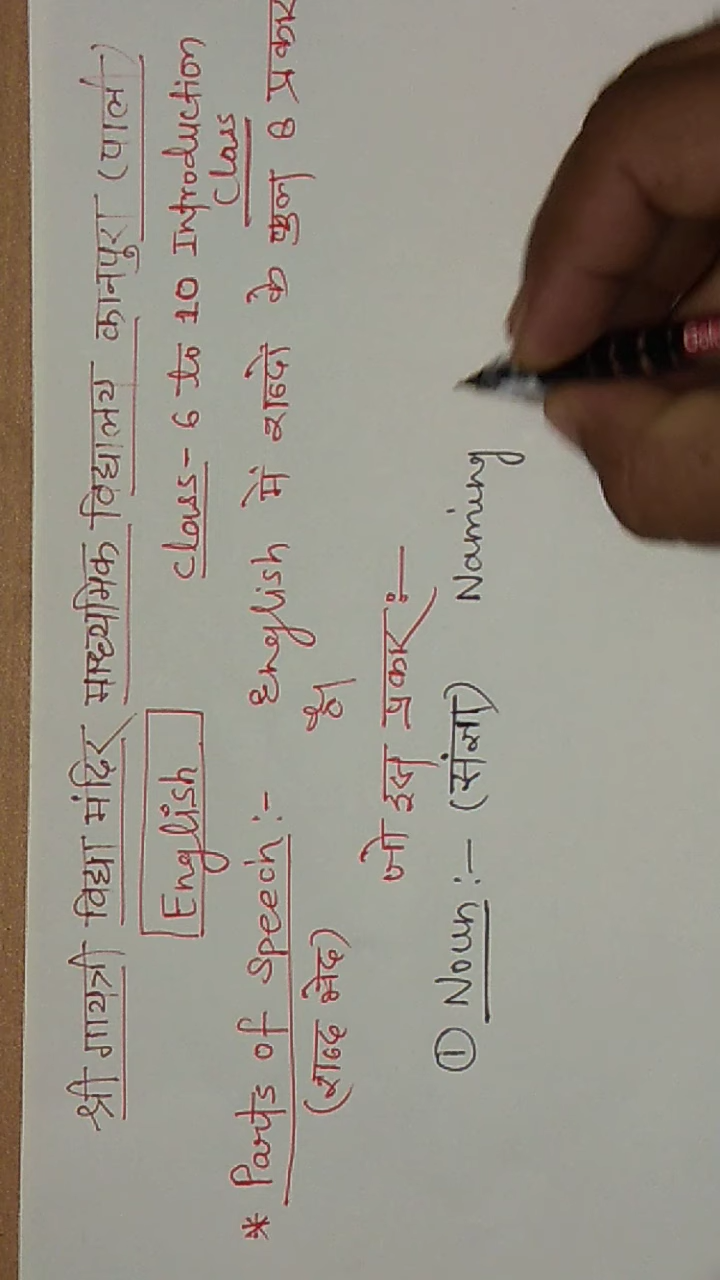 श्री गायत्री विद्या मंदिर माध्यमिक विद्यालय कानपुरा (पाली)
English
Class - 6 to 10 Introduction
Class
* Parts of Speech :- English में शब्दो के कुल 8 प्रकार
(शब्द भेद) है।
जो इस प्रकार :-
① Noun :- (संज्ञा) Naming